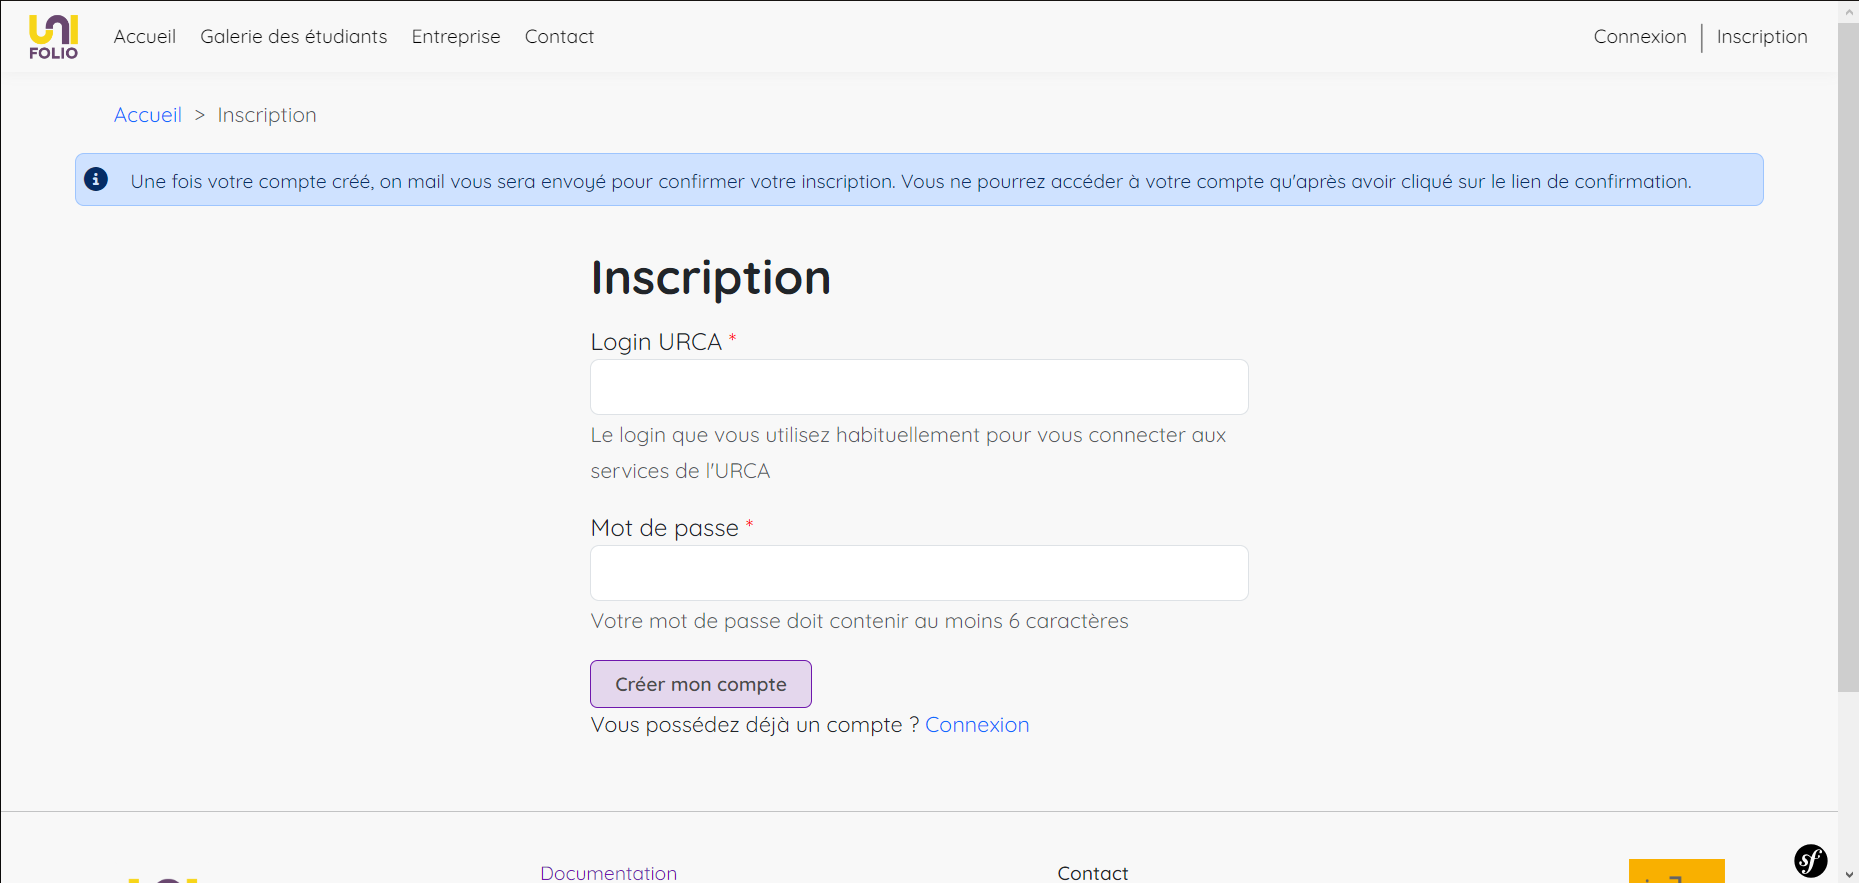 UNI
FOLIO
Accueil
Galerie des étudiants
Entreprise
Contact
Connexion
Inscription
Accueil > Inscription
Une fois votre compte créé, on mail vous sera envoyé pour confirmer votre inscription. Vous ne pourrez accéder à votre compte qu'après avoir cliqué sur le lien de confirmation.
Inscription
Login URCA *
Le login que vous utilisez habituellement pour vous connecter aux
services de l'URCA
Mot de passe *
Votre mot de passe doit contenir au moins 6 caractères
Créer mon compte
Vous possédez déjà un compte ? Connexion
Documentation
Contact
sf